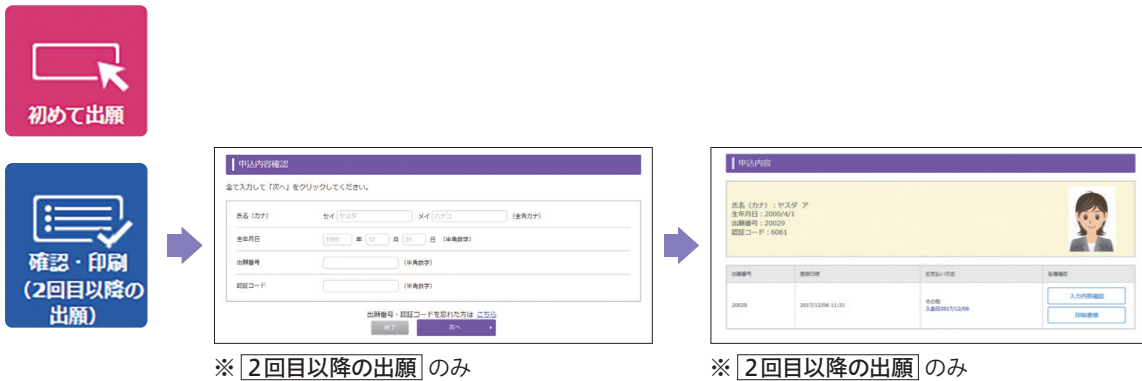 初めて出願
確認・印刷
(2回目以降の
出願)
申込内容確認
全て入力して「次へ」をクリックしてください。
氏名(カナ) セイ ヤスダ メイ ハナコ (全角カナ)
生年月日 1999 年 12 月 25 日 (半角数字)
出願番号 (半角数字)
認証コード (半角数字)
出願番号・認証コードを忘れた方は こちら
終了 次へ
※ 2回目以降の出願 のみ
申込内容
氏名(カナ):ヤスダ ア
生年月日:2000/4/1
出願番号:20029
認証コード:6061
出願番号 登録日時 お支払い方法 各種確認
20029 2017/12/06 11:31 その他 入力内容確認
入金日2017/12/06 印刷書類
※ 2回目以降の出願 のみ